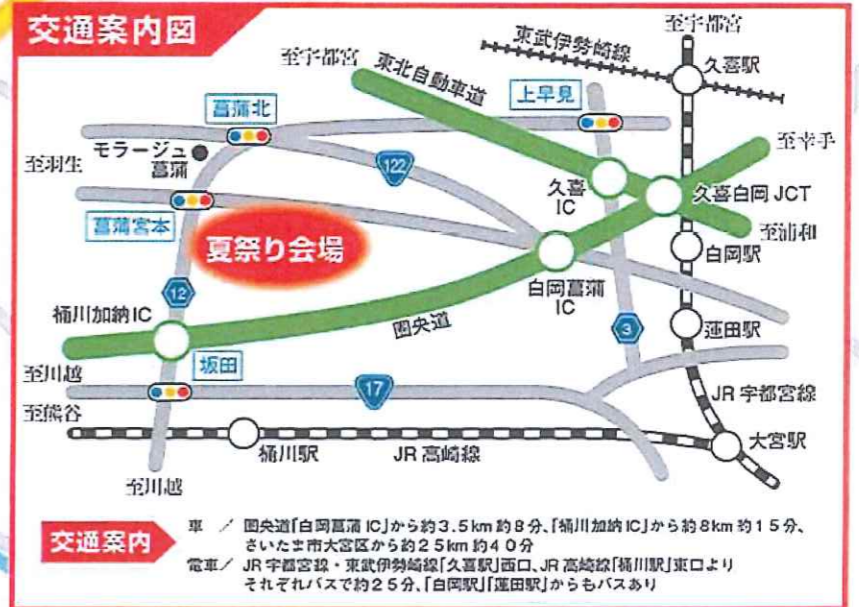 交通案内図
至宇都宮
東武伊勢崎線
至宇都宮
久喜駅
東北自動車道
菖蒲北
上早見
モラージュ
菖蒲
至羽生
122
至幸手
久喜
IC
久喜白岡 JCT
菖蒲宮本
夏祭り会場
至浦和
白岡駅
白岡菖蒲
IC
12
桶川加納IC
圏央道
3
蓮田駅
坂田
至川越
17
JR 宇都宮線
至熊谷
桶川駅
JR 高崎線
大宮駅
至川越
交通案内
車 / 圏央道「白岡菖蒲 IC」から約3.5km 約8分、「桶川加納 IC」から約8km 約15分、
さいたま市大宮区から約25km 約40分
電車 / JR 宇都宮線・東武伊勢崎線「久喜駅」西口、JR 高崎線「桶川駅」東口より
それぞれバスで約25分、「白岡駅」「蓮田駅」からもバスあり